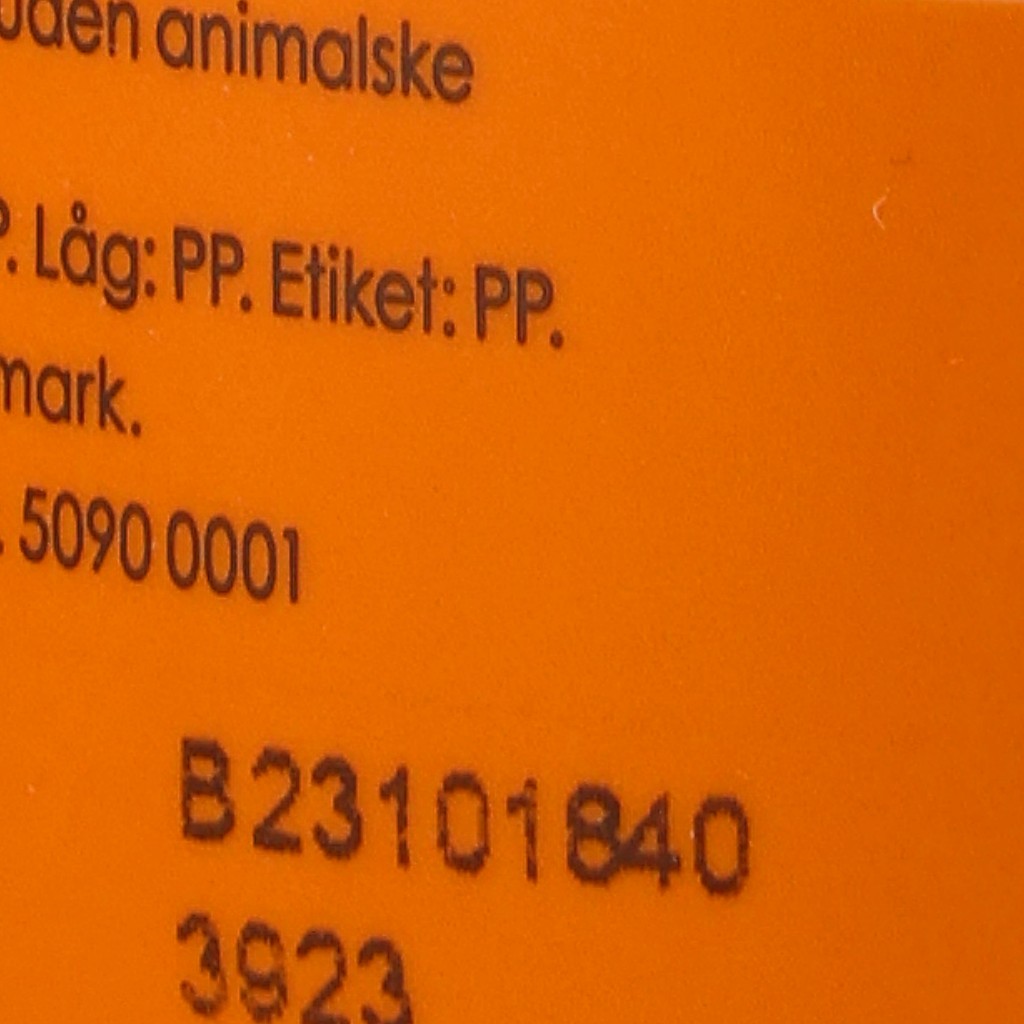 uden animalske
P. Låg: PP. Etiket: PP.
mark.
. 5090 0001
B23101840
3923